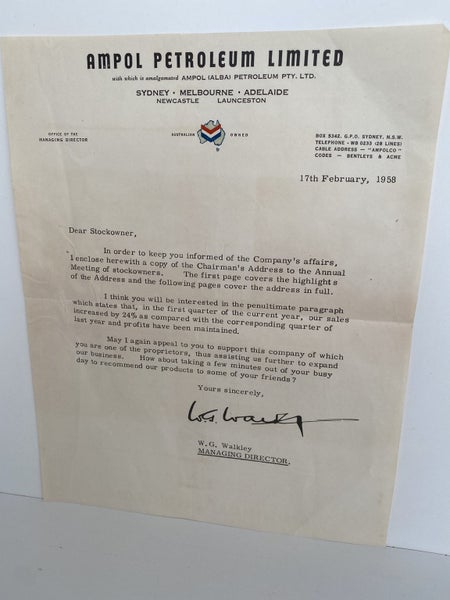 AMPOL PETROLEUM LIMITED
with which is amalgamated AMPOL (ALBA) PETROLEUM PTY. LTD.
SYDNEY · MELBOURNE · ADELAIDE
NEWCASTLE LAUNCESTON
OFFICE OF THE
MANAGING DIRECTOR
AUSTRALIAN OWNED
BOX 5342, G.P.O. SYDNEY, N.S.W.
TELEPHONE - WB 0233 (28 LINES)
CABLE ADDRESS - "AMPOLCO"
CODES - BENTLEYS & ACME
17th February, 1958
Dear Stockowner,
In order to keep you informed of the Company's affairs,
I enclose herewith a copy of the Chairman's Address to the Annual
Meeting of stockowners. The first page covers the highlights
of the Address and the following pages cover the address in full.
I think you will be interested in the penultimate paragraph
which states that, in the first quarter of the current year, our sales
increased by 24% as compared with the corresponding quarter of
last year and profits have been maintained.
May I again appeal to you to support this company of which
you are one of the proprietors, thus assisting us further to expand
our business. How about taking a few minutes out of your busy
day to recommend our products to some of your friends?
Yours sincerely,
W. G. Walkley
MANAGING DIRECTOR.